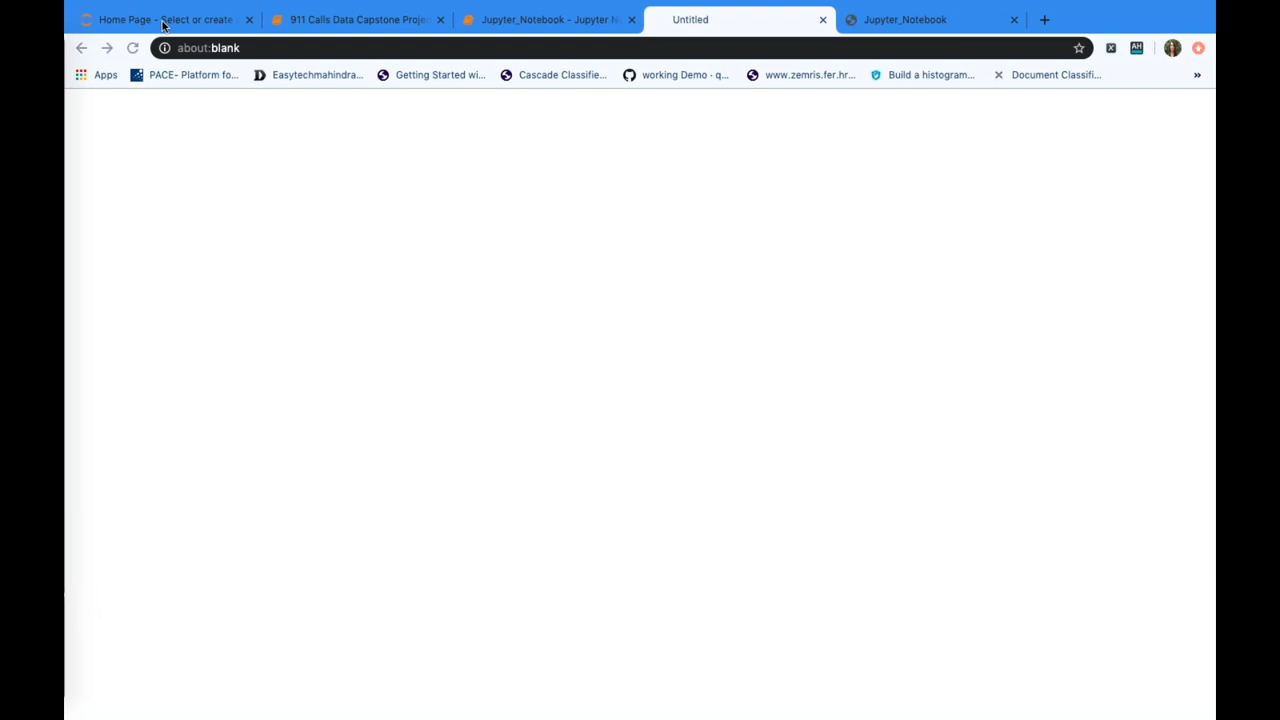 Home Page - Select or create
911 Calls Data Capstone Projec
Jupyter_Notebook - Jupyter N
Untitled
Jupyter_Notebook
about:blank
Apps
PACE- Platform fo...
Easytechmahindra...
Getting Started wi...
Cascade Classifie...
working Demo · q...
www.zemris.fer.hr...
Build a histogram...
Document Classifi...
»